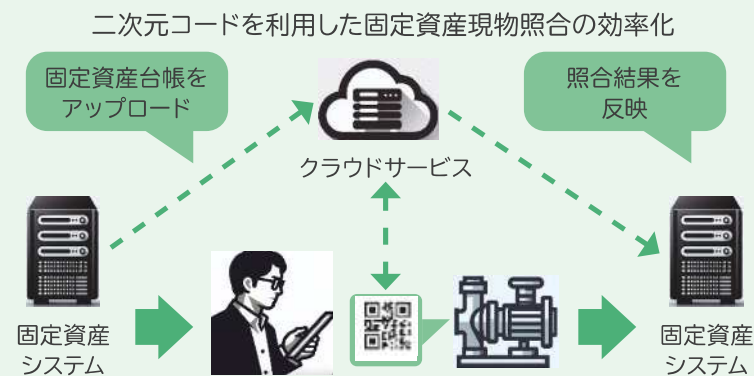 二次元コードを利用した固定資産現物照合の効率化
固定資産台帳を
アップロード
照合結果を
反映
クラウドサービス
固定資産
システム
固定資産
システム